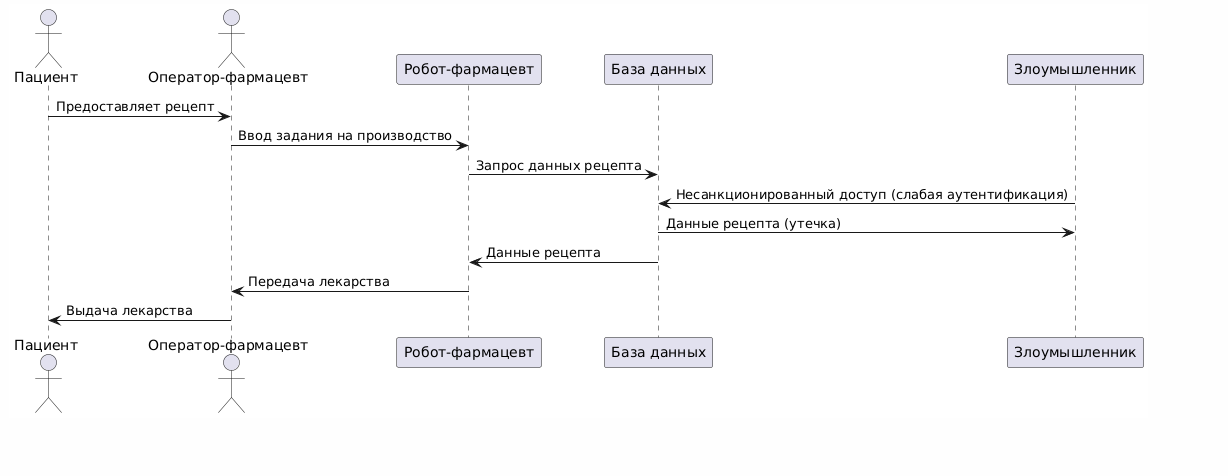 Пациент
Оператор-фармацевт
Робот-фармацевт
База данных
Злоумышленник
Предоставляет рецепт
Ввод задания на производство
Запрос данных рецепта
Несанкционированный доступ (слабая аутентификация)
Данные рецепта (утечка)
Данные рецепта
Передача лекарства
Выдача лекарства
Пациент
Оператор-фармацевт
Робот-фармацевт
База данных
Злоумышленник